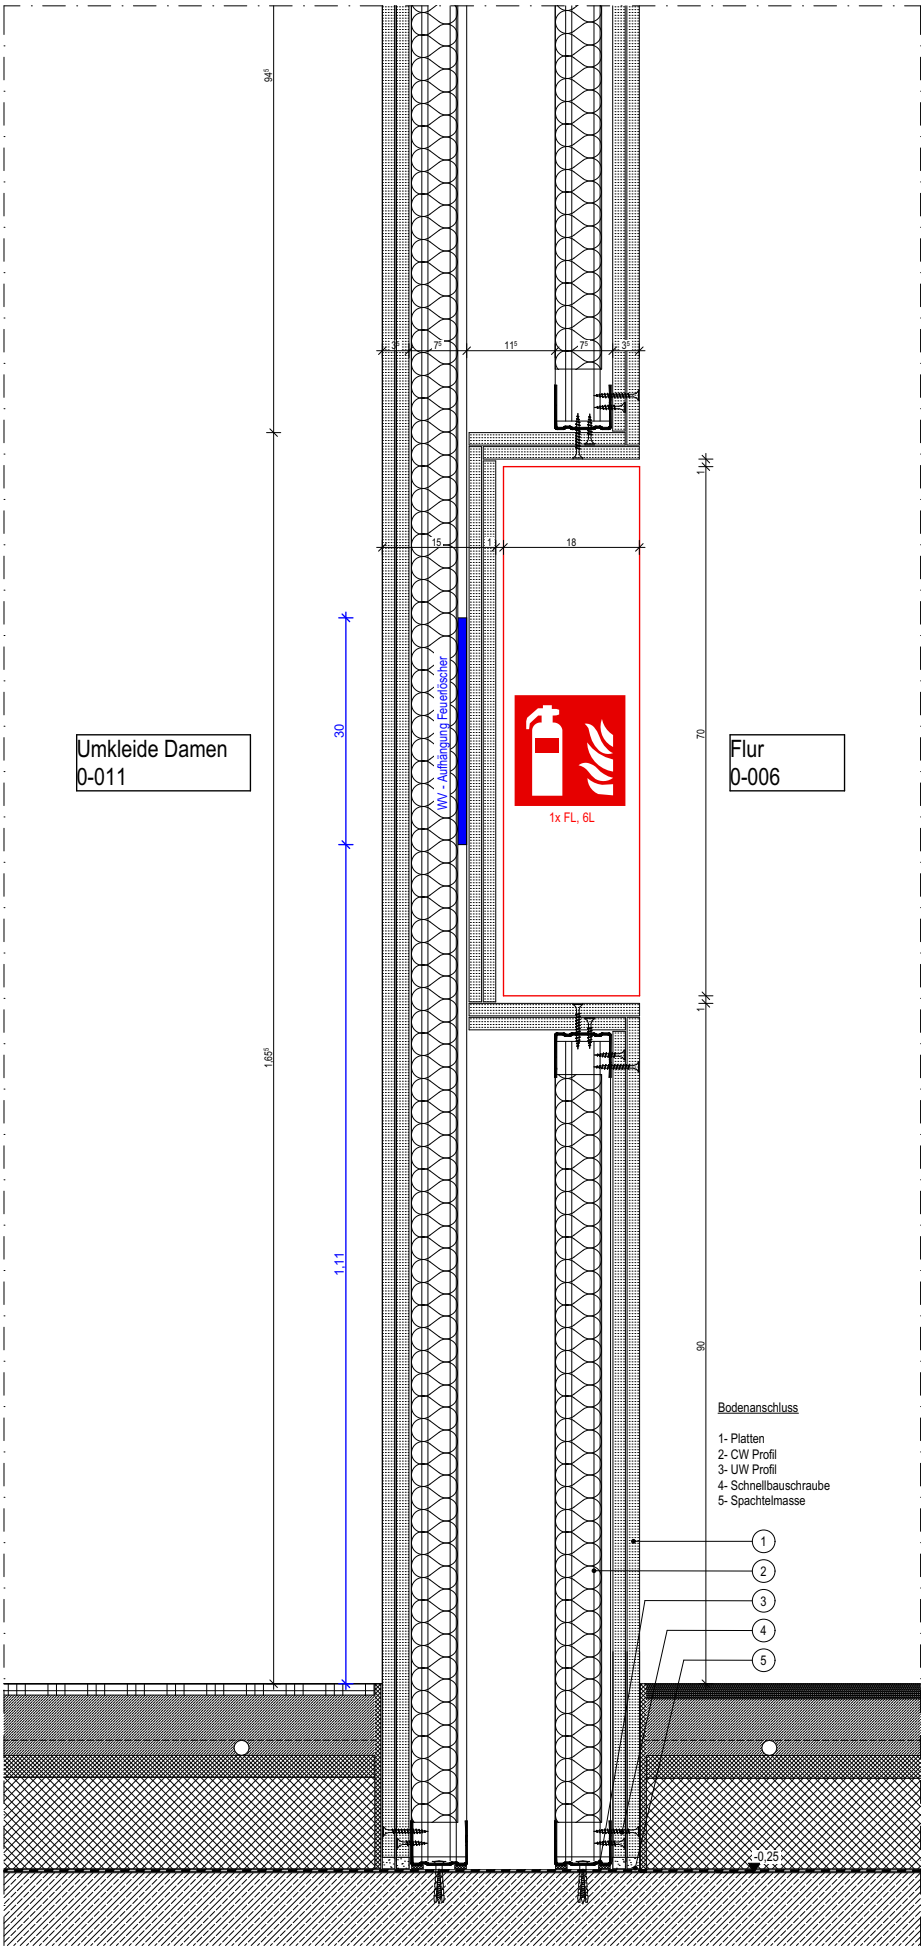 94⁵
3⁵
7⁵
11⁵
7⁵
3⁵
1
15
1
18
30
WV - Aufhängung Feuerlöscher
Umkleide Damen
0-011
70
Flur
0-006
1x FL, 6L
1
1,65⁵
1,11
90
Bodenanschluss
1- Platten
2- CW Profil
3- UW Profil
4- Schnellbauschraube
5- Spachtelmasse
1
2
3
4
5
-0,25